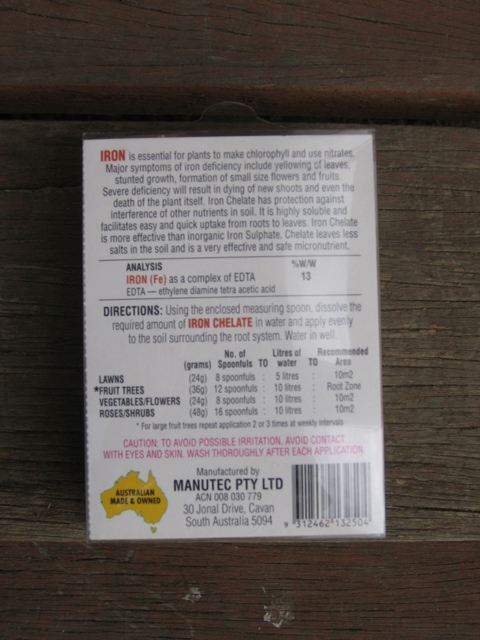 IRON is essential for plants to make chlorophyll and use nitrates.
Major symptoms of iron deficiency include yellowing of leaves,
stunted growth, formation of small size flowers and fruits.
Severe deficiency will result in dying of new shoots and even the
death of the plant itself. Iron Chelate has protection against
interference of other nutrients in soil. It is highly soluble and
facilitates easy and quick uptake from roots to leaves. Iron Chelate
is more effective than inorganic Iron Sulphate. Chelate leaves less
salts in the soil and is a very effective and safe micronutrient.
ANALYSIS %W/W
IRON (Fe) as a complex of EDTA 13
EDTA — ethylene diamine tetra acetic acid
DIRECTIONS: Using the enclosed measuring spoon, dissolve the
required amount of IRON CHELATE in water and apply evenly
to the soil surrounding the root system. Water in well.
No. of Litres of Recommended
(grams) Spoonfuls TO water TO Area
LAWNS (24g) 8 spoonfuls : 5 litres : 10m2
*FRUIT TREES (36g) 12 spoonfuls : 10 litres : Root Zone
VEGETABLES/FLOWERS (24g) 8 spoonfuls : 10 litres : 10m2
ROSES/SHRUBS (48g) 16 spoonfuls : 10 litres : 10m2
* For large fruit trees repeat application 2 or 3 times at weekly intervals
CAUTION: TO AVOID POSSIBLE IRRITATION, AVOID CONTACT
WITH EYES AND SKIN. WASH THOROUGHLY AFTER EACH APPLICATION.
AUSTRALIAN
MADE & OWNED
Manufactured by
MANUTEC PTY LTD
ACN 008 030 779
30 Jonal Drive, Cavan
South Australia 5094
9 312462 132504